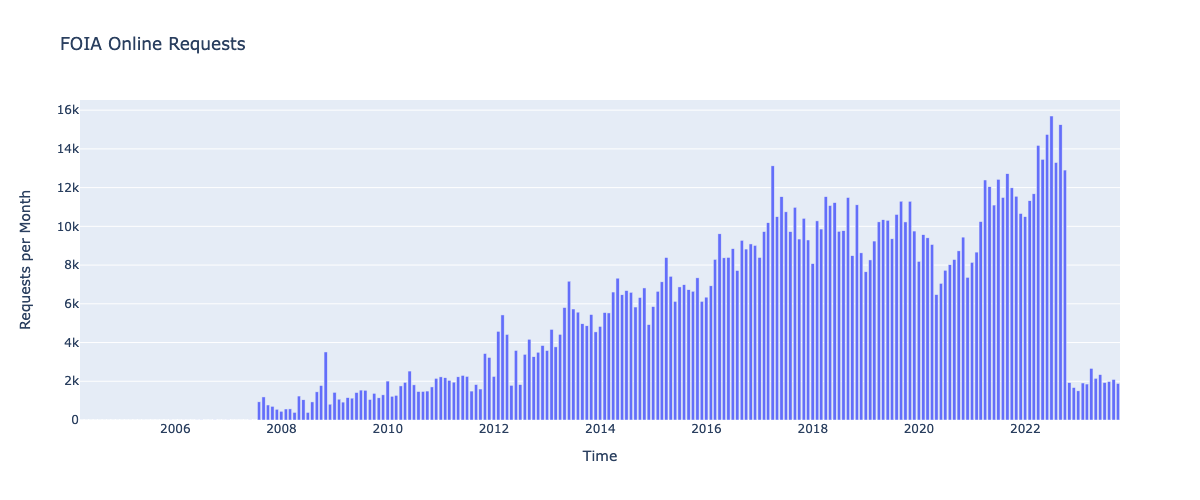 FOIA Online Requests
16k
14k
12k
10k
8k
6k
4k
2k
0
Requests per Month
2006 2008 2010 2012 2014 2016 2018 2020 2022
Time